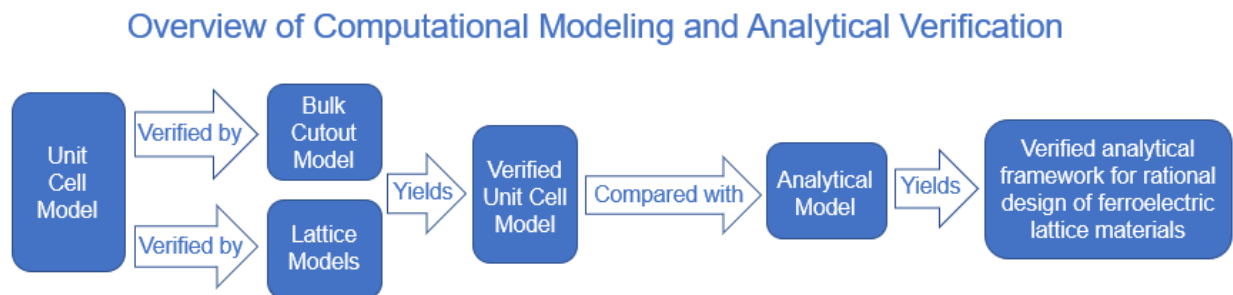 Overview of Computational Modeling and Analytical Verification
Unit
Cell
Model
Verified by
Bulk
Cutout
Model
Verified by
Lattice
Models
Yields
Verified
Unit Cell
Model
Compared with
Analytical
Model
Yields
Verified analytical
framework for rational
design of ferroelectric
lattice materials